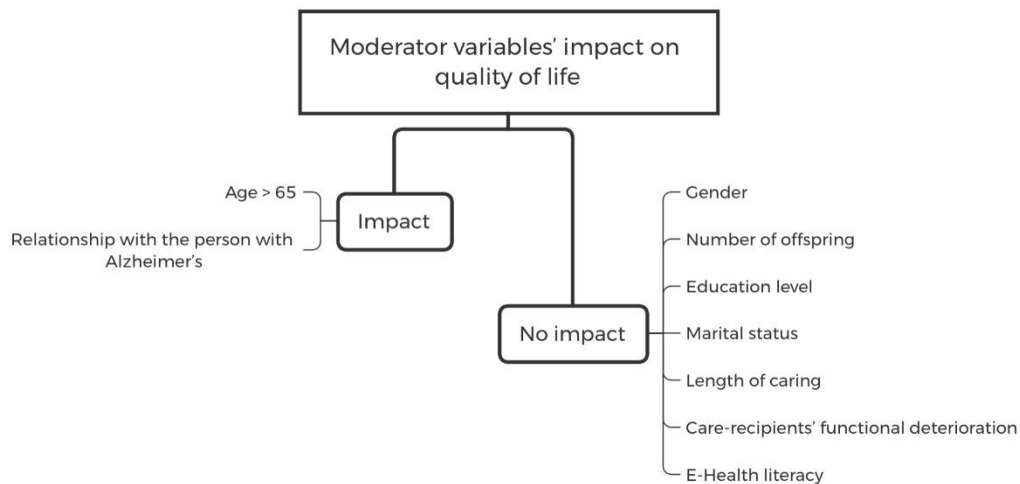 Moderator variables’ impact on
quality of life
Age > 65
Impact
Relationship with the person with
Alzheimer’s
Gender
Number of offspring
Education level
No impact
Marital status
Length of caring
Care-recipients’ functional deterioration
E-Health literacy